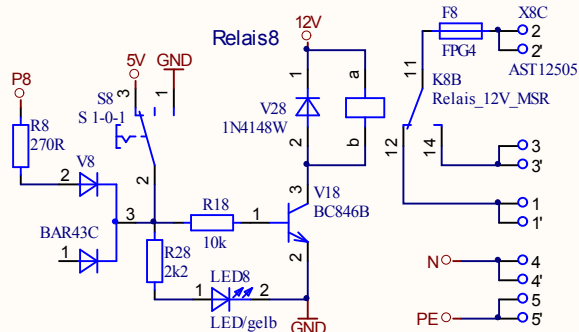 Relais8
12V
F8
FPG4
X8C
2
2'
AST12505
5V
GND
P8
S8
S 1-0-1
3
1
2
R8
270R
V8
2
3
BAR43C
1
R18
10k
R28
2k2
LED8
1
2
LED/gelb
GND
1
V28
1N4148W
2
a
b
3
V18
BC846B
1
2
11
K8B
Relais_12V_MSR
12
14
3
3'
1
1'
N
4
4'
5
PE
5'